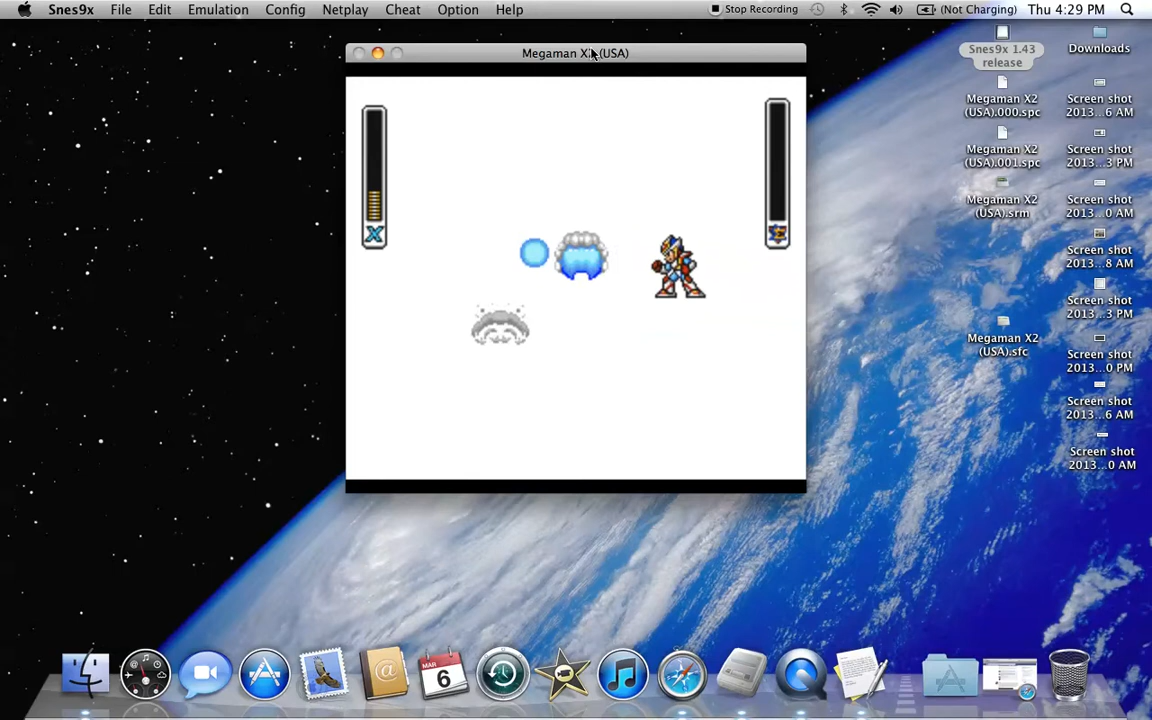 Snes9x File Edit Emulation Config Netplay Cheat Option Help Stop Recording (Not Charging) Thu 4:29 PM
Megaman X2 (USA)
X
Snes9x 1.43
release
Downloads
Megaman X2
(USA).000.spc
Screen shot
2013...6 AM
Megaman X2
(USA).001.spc
Screen shot
2013...3 PM
Megaman X2
(USA).srm
Screen shot
2013...0 AM
Screen shot
2013...8 AM
Screen shot
2013...3 PM
Megaman X2
(USA).sfc
Screen shot
2013...0 PM
Screen shot
2013...6 AM
Screen shot
2013...0 AM
MAR
6